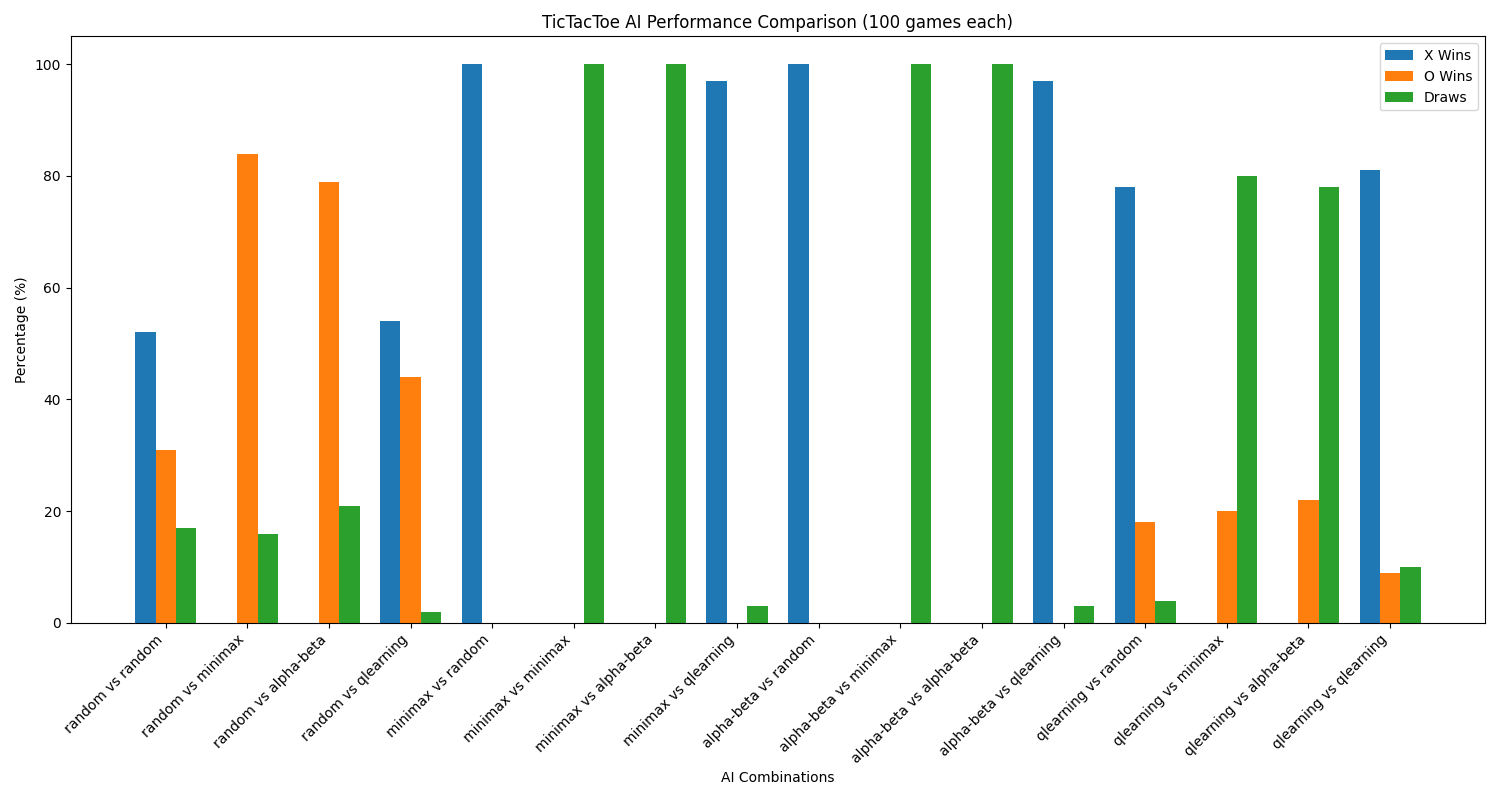 TicTacToe AI Performance Comparison (100 games each)
X Wins
O Wins
Draws
Percentage (%)
100
80
60
40
20
0
random vs random
random vs minimax
random vs alpha-beta
random vs qlearning
minimax vs random
minimax vs minimax
minimax vs alpha-beta
minimax vs qlearning
alpha-beta vs random
alpha-beta vs minimax
alpha-beta vs alpha-beta
alpha-beta vs qlearning
qlearning vs random
qlearning vs minimax
qlearning vs alpha-beta
qlearning vs qlearning
AI Combinations